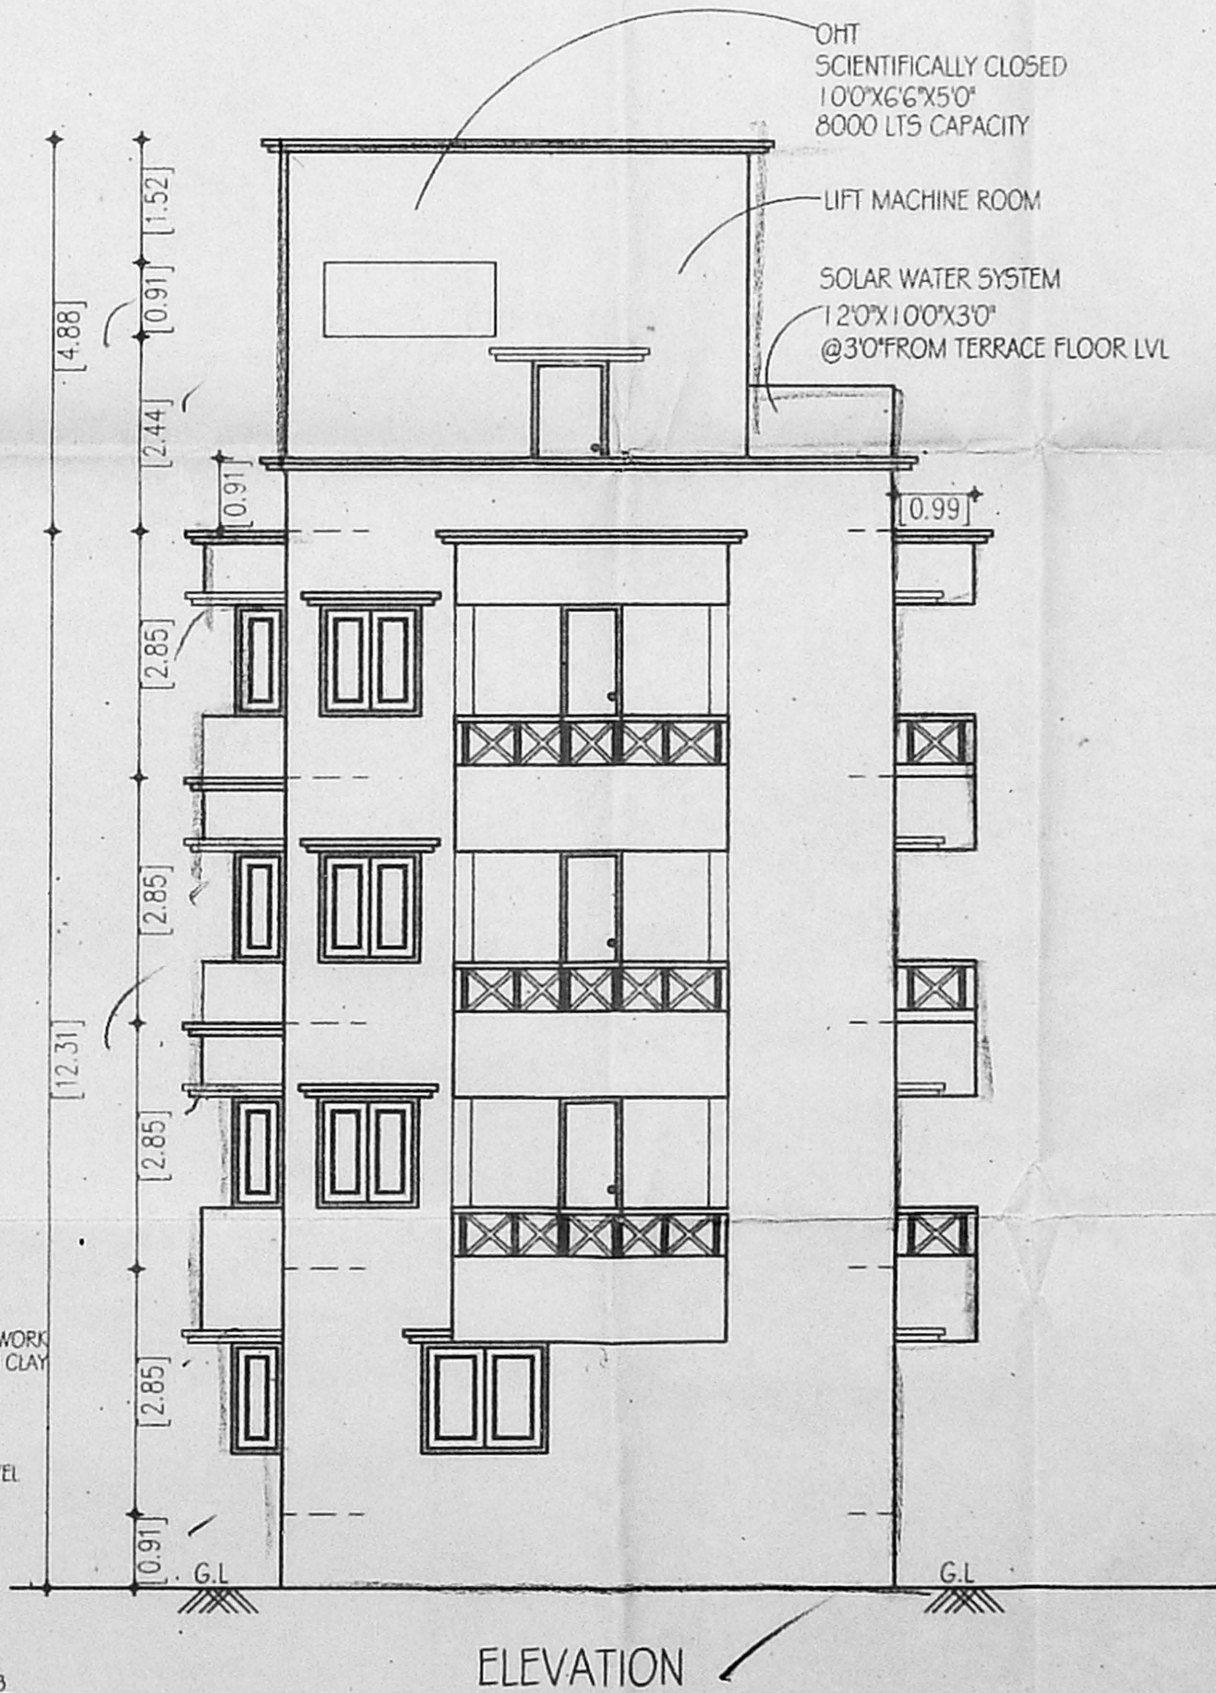 OHT
SCIENTIFICALLY CLOSED
10'0"X6'6"X5'0"
8000 LTS CAPACITY
LIFT MACHINE ROOM
SOLAR WATER SYSTEM
12'0"X10'0"X3'0"
@3'0"FROM TERRACE FLOOR LVL
[1.52]
[0.91]
[4.88]
[2.44]
[0.91]
[0.99]
[2.85]
[2.85]
[12.31]
[2.85]
WORK
CLAY
[2.85]
[0.91]
G.L
G.L
ELEVATION